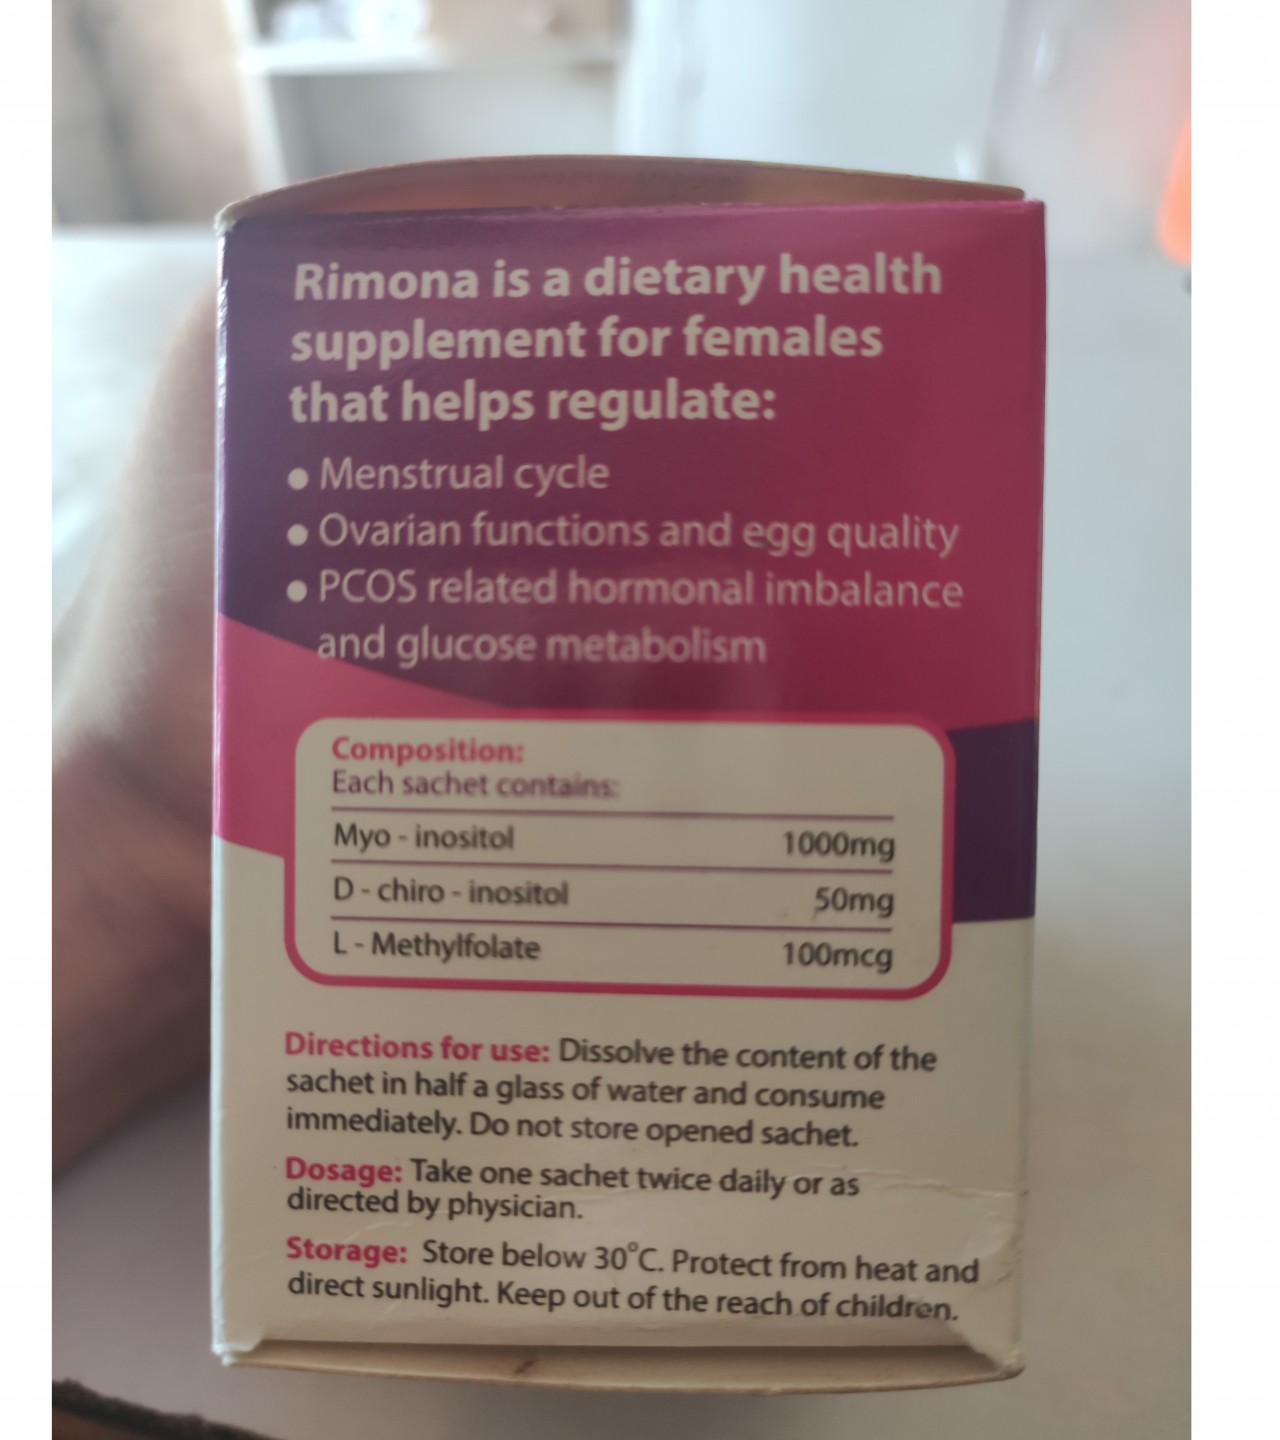 Rimona is a dietary health
supplement for females
that helps regulate:
• Menstrual cycle
• Ovarian functions and egg quality
• PCOS related hormonal imbalance
and glucose metabolism
Composition:
Each sachet contains:
Myo - inositol 1000mg
D - chiro - inositol 50mg
L - Methylfolate 100mcg
Directions for use: Dissolve the content of the
sachet in half a glass of water and consume
immediately. Do not store opened sachet.
Dosage: Take one sachet twice daily or as
directed by physician.
Storage: Store below 30°C. Protect from heat and
direct sunlight. Keep out of the reach of children.